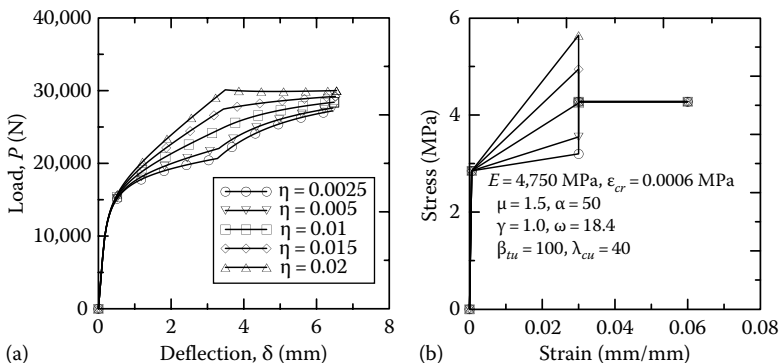 40,000
30,000
20,000
10,000
0
Load, P (N)
0 2 4 6 8
Deflection, δ (mm)
η = 0.0025
η = 0.005
η = 0.01
η = 0.015
η = 0.02
(a)
6
4
2
0
Stress (MPa)
E = 4,750 MPa, εcr = 0.0006 MPa
μ = 1.5, α = 50
γ = 1.0, ω = 18.4
βtu = 100, λcu = 40
0 0.02 0.04 0.06 0.08
Strain (mm/mm)
(b)